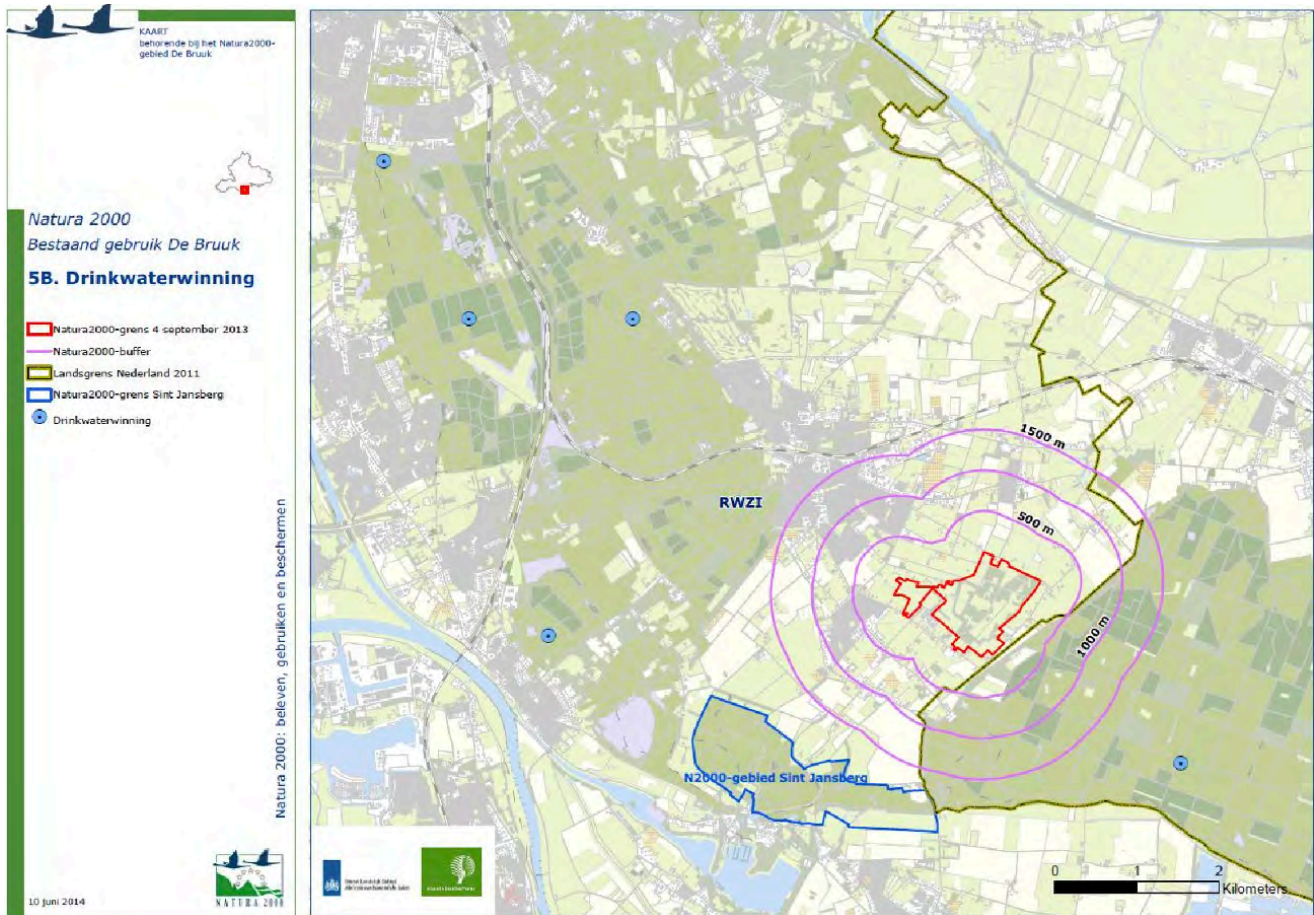 KAART
behorende bij het Natura2000-
gebied De Bruuk
Natura 2000
Bestaand gebruik De Bruuk
5B. Drinkwaterwinning
Natura2000-grens 4 september 2013
Natura2000-buffer
Landsgrens Nederland 2011
Natura2000-grens Sint Jansberg
Drinkwaterwinning
Natura 2000: beleven, gebruiken en beschermen
NATURA 2000
10 juni 2014
1500 m
RWZI
500 m
1000 m
N2000-gebied Sint Jansberg
0 1 2
Kilometers